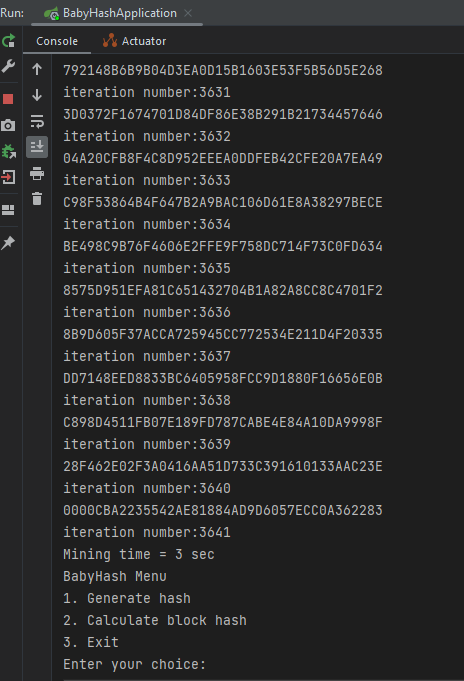 Run: BabyHashApplication
Console Actuator
792148B6B9B04D3EA0D15B1603E53F5B56D5E268
iteration number:3631
3D0372F1674701D84DF86E38B291B21734457646
iteration number:3632
04A20CFB8F4C8D952EEEA0DDFEB42CFE20A7EA49
iteration number:3633
C98F53864B4F647B2A9BAC106D61E8A38297BECE
iteration number:3634
BE498C9B76F4606E2FFE9F758DC714F73C0FD634
iteration number:3635
8575D951EFA81C651432704B1A82A8CC8C4701F2
iteration number:3636
8B9D605F37ACCA725945CC772534E211D4F20335
iteration number:3637
DD7148EED8833BC6405958FCC9D1880F16656E0B
iteration number:3638
C898D4511FB07E189FD787CABE4E84A10DA9998F
iteration number:3639
28F462E02F3A0416AA51D733C391610133AAC23E
iteration number:3640
0000CBA2235542AE81884AD9D6057ECC0A362283
iteration number:3641
Mining time = 3 sec
BabyHash Menu
1. Generate hash
2. Calculate block hash
3. Exit
Enter your choice: